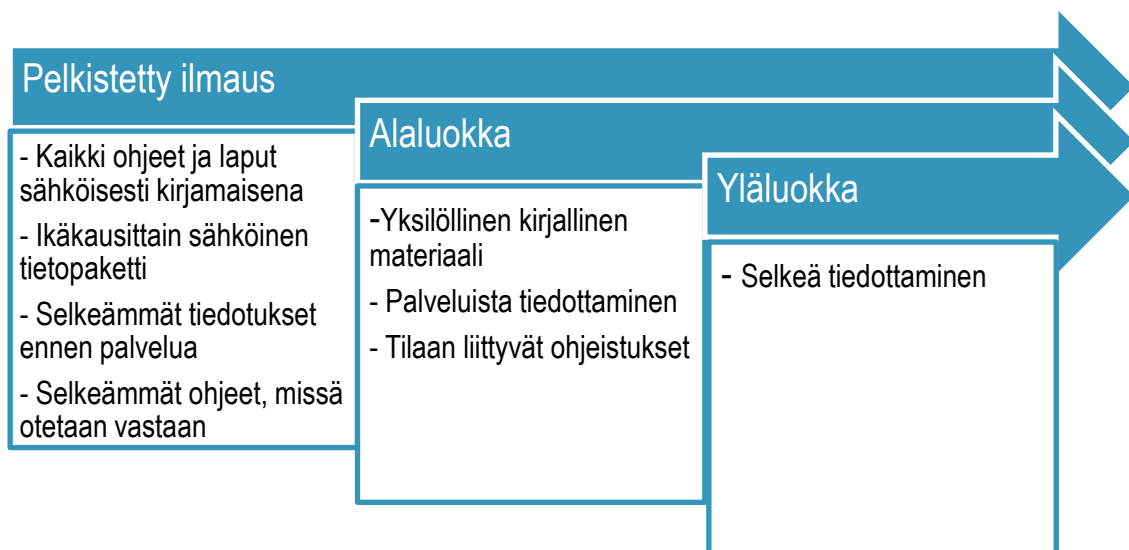 Pelkistetty ilmaus
- Kaikki ohjeet ja laput
sähköisesti kirjamaisena
- Ikäkausittain sähköinen
tietopaketti
- Selkeämmät tiedotukset
ennen palvelua
- Selkeämmät ohjeet, missä
otetaan vastaan
Alaluokka
-Yksilöllinen kirjallinen
materiaali
- Palveluista tiedottaminen
- Tilaan liittyvät ohjeistukset
Yläluokka
- Selkeä tiedottaminen